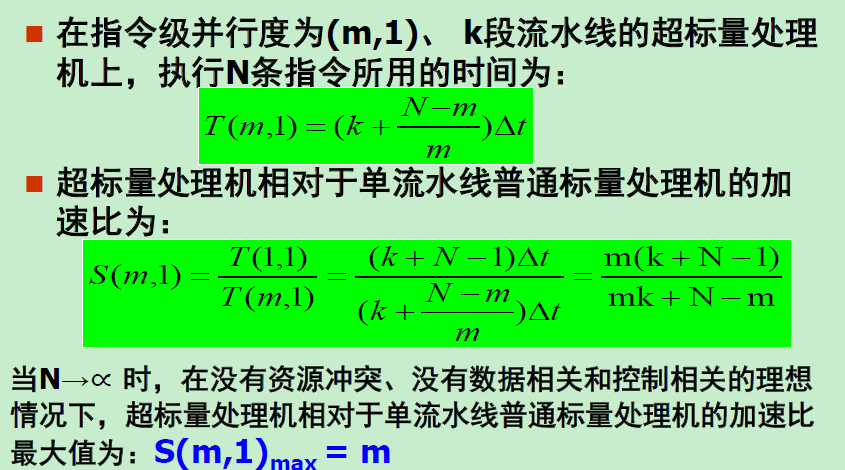 ■ 在指令级并行度为(m,1)、 k段流水线的超标量处理
机上，执行N条指令所用的时间为：
T(m,1) = (k + \frac{N-m}{m})Δt
■ 超标量处理机相对于单流水线普通标量处理机的加
速比为：
S(m,1) = \frac{T(1,1)}{T(m,1)} = \frac{(k+N-1)Δt}{(k+\frac{N-m}{m})Δt} = \frac{m(k+N-1)}{mk+N-m}
当N→∝ 时，在没有资源冲突、没有数据相关和控制相关的理想
情况下，超标量处理机相对于单流水线普通标量处理机的加速比
最大值为：S(m,1)_{max} = m